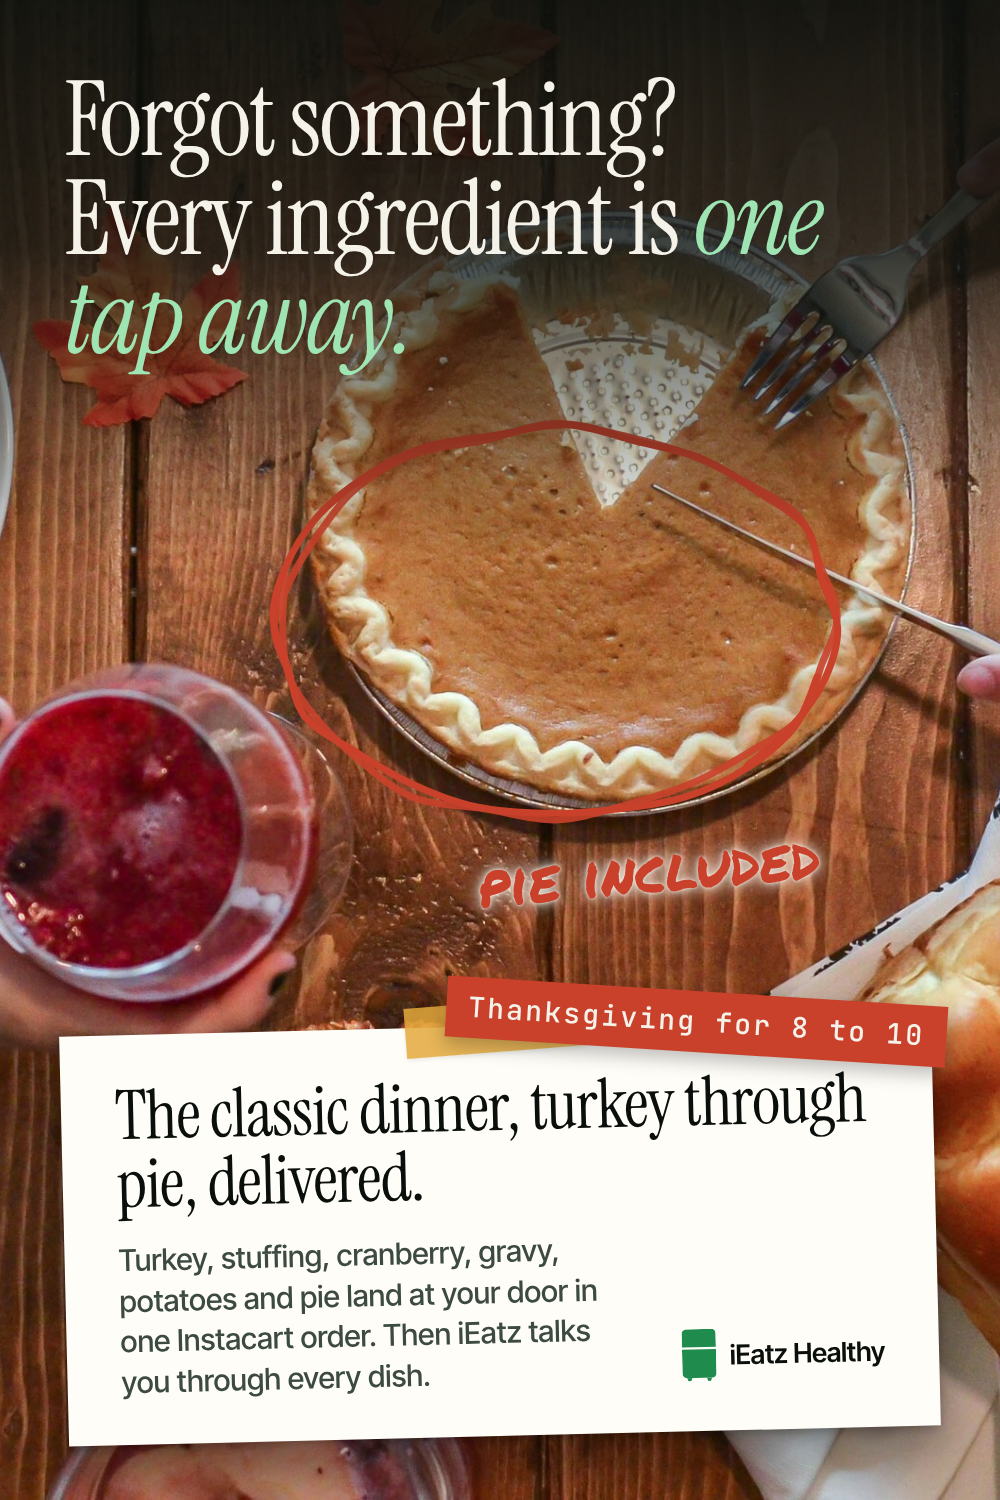 Forgot something?
Every ingredient is one
tap away.
PIE INCLUDED
Thanksgiving for 8 to 10
The classic dinner, turkey through
pie, delivered.
Turkey, stuffing, cranberry, gravy,
potatoes and pie land at your door in
one Instacart order. Then iEatz talks
you through every dish.
iEatz Healthy